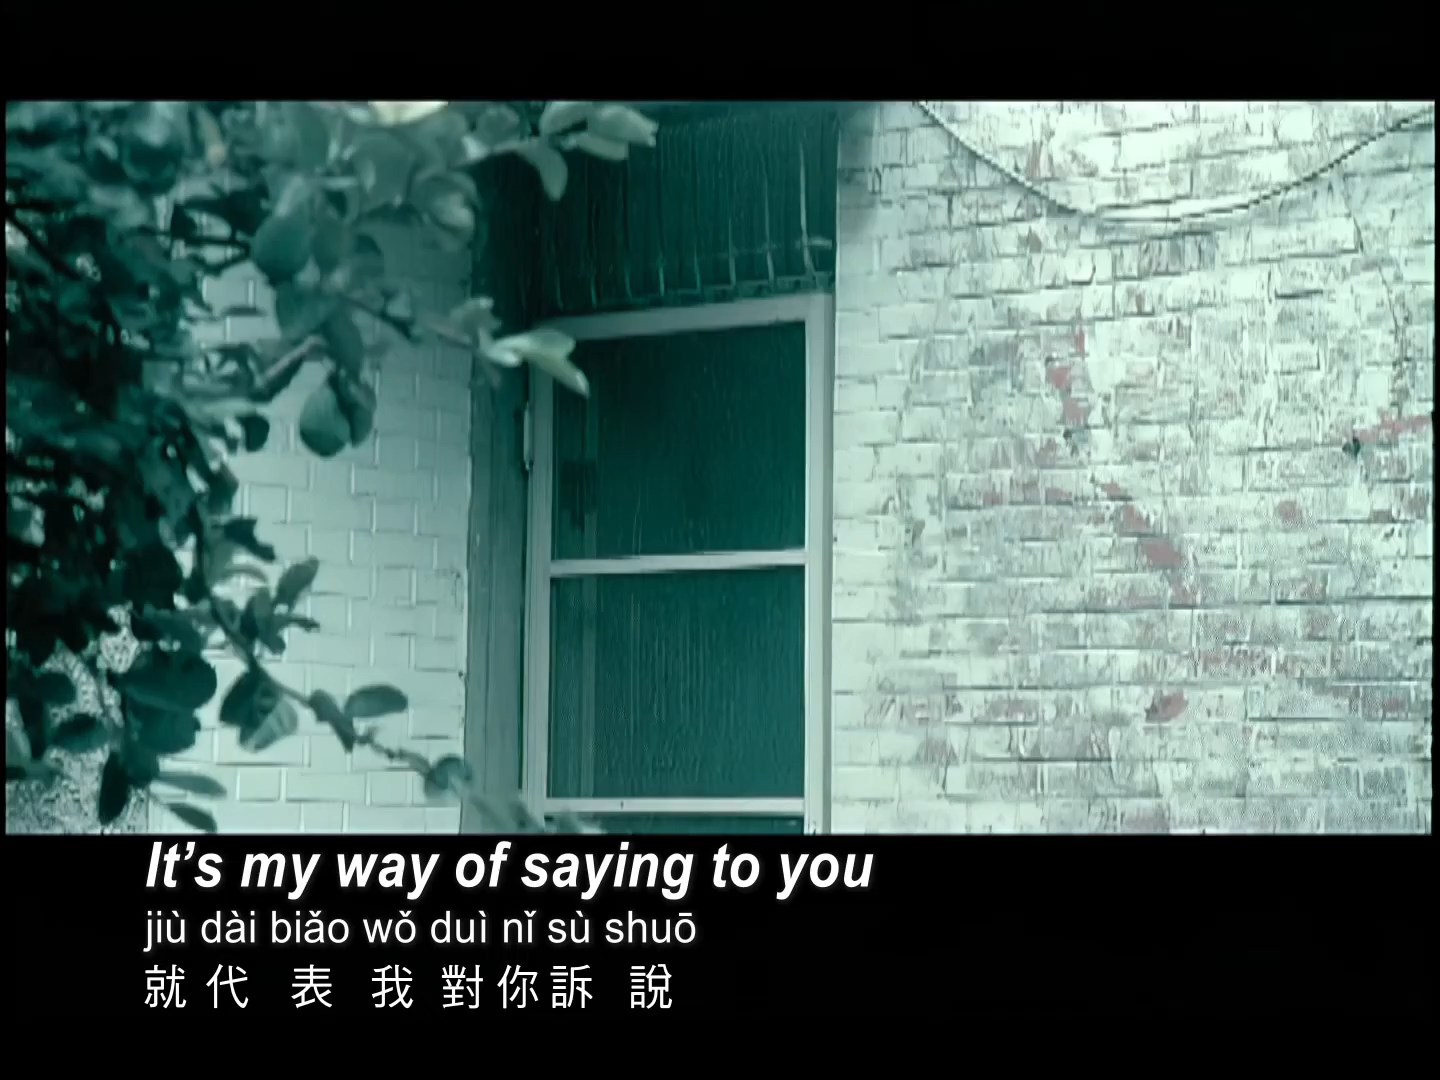 It’s my way of saying to you
jiù dài biǎo wǒ duì nǐ sù shuō
就代表我對你訴說